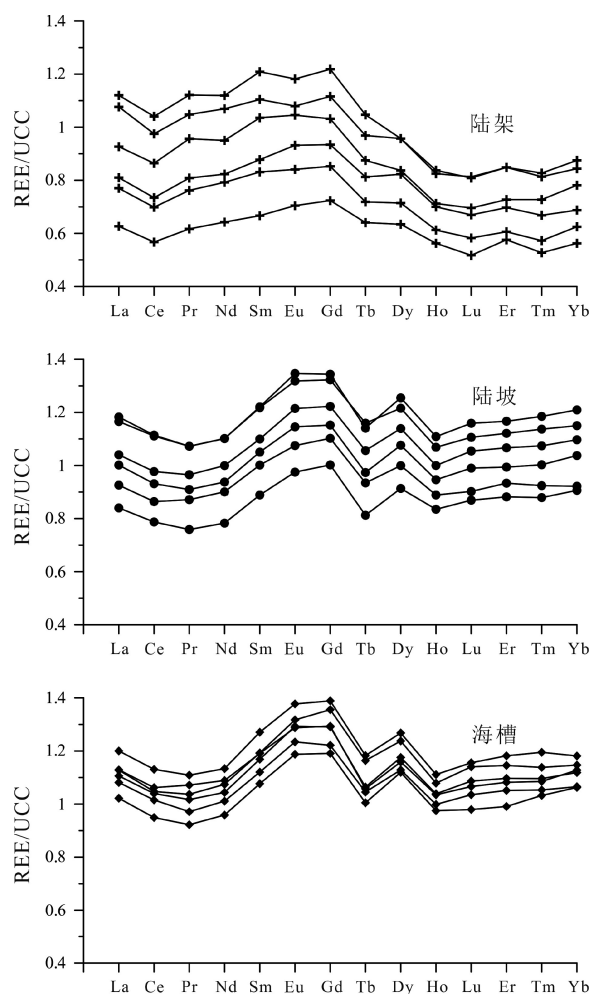 1.4
1.2
1
0.8
0.6
0.4
REE/UCC
陆架
La Ce Pr Nd Sm Eu Gd Tb Dy Ho Lu Er Tm Yb
1.4
1.2
1
0.8
0.6
0.4
REE/UCC
陆坡
La Ce Pr Nd Sm Eu Gd Tb Dy Ho Lu Er Tm Yb
1.4
1.2
1
0.8
0.6
0.4
REE/UCC
海槽
La Ce Pr Nd Sm Eu Gd Tb Dy Ho Lu Er Tm Yb